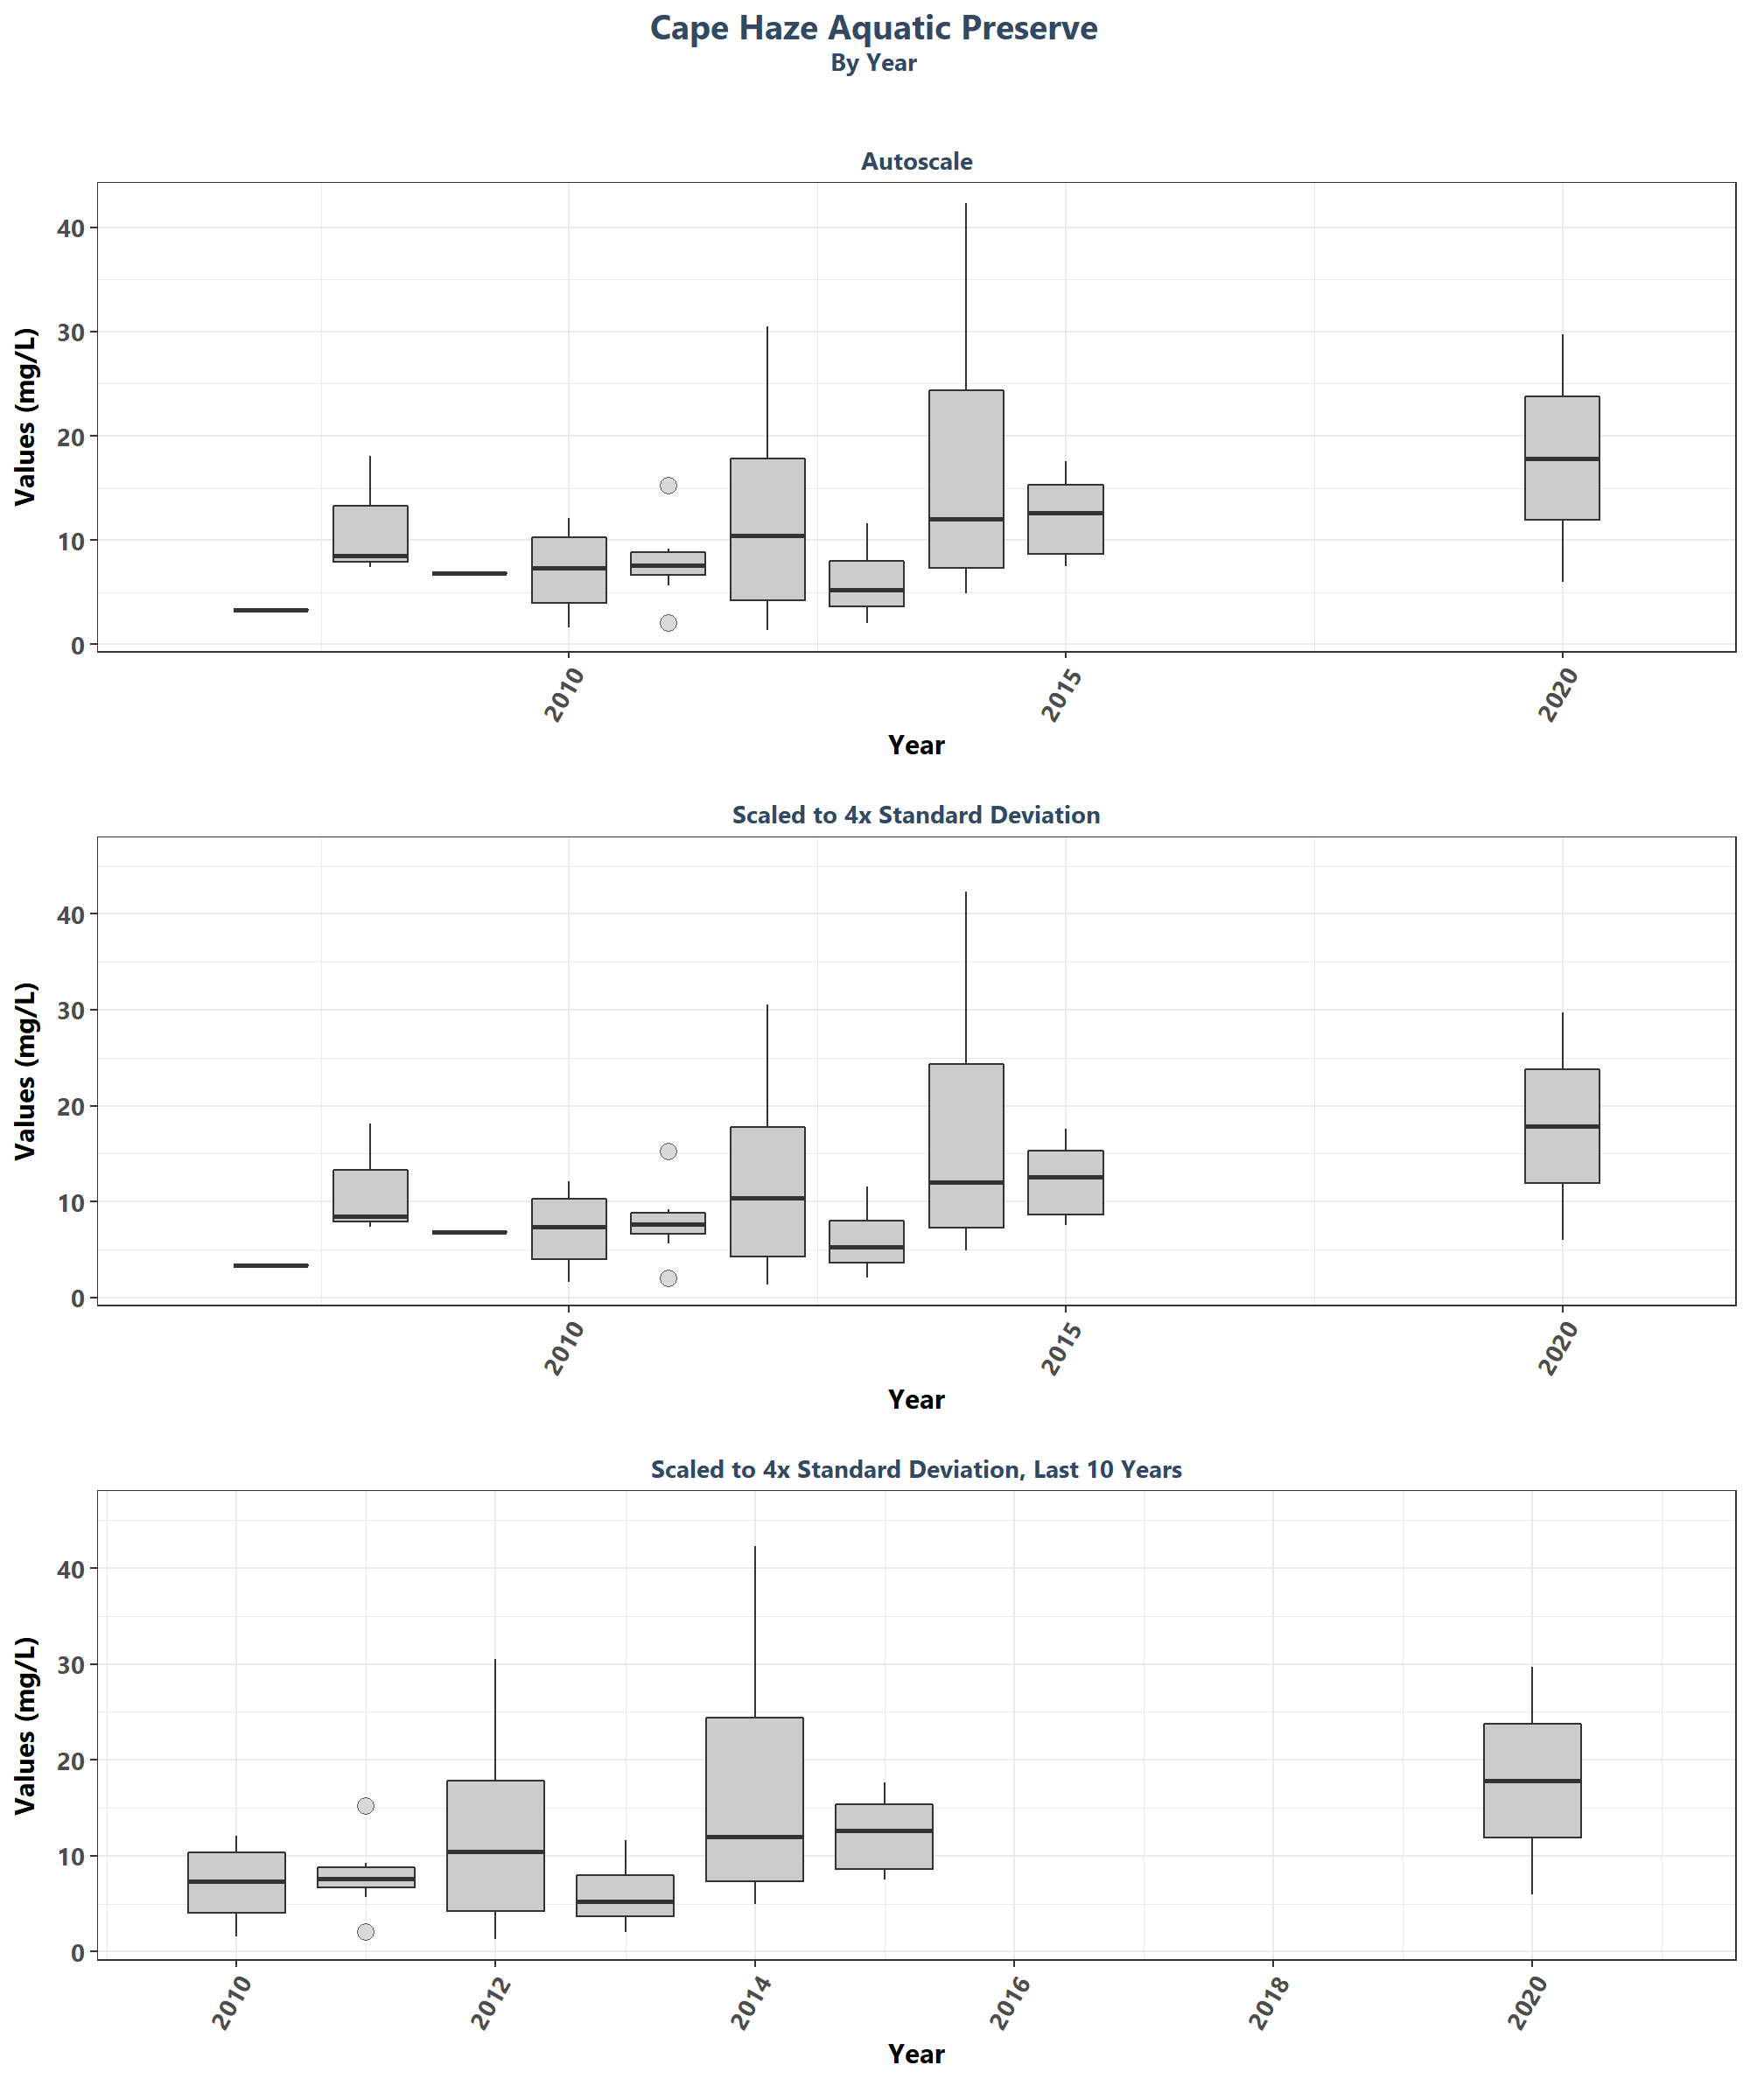 Cape Haze Aquatic Preserve
By Year
Autoscale
Values (mg/L)
40
30
20
10
0
2010
2015
2020
Year
Scaled to 4x Standard Deviation
Values (mg/L)
40
30
20
10
0
2010
2015
2020
Year
Scaled to 4x Standard Deviation, Last 10 Years
Values (mg/L)
40
30
20
10
0
2010
2012
2014
2016
2018
2020
Year